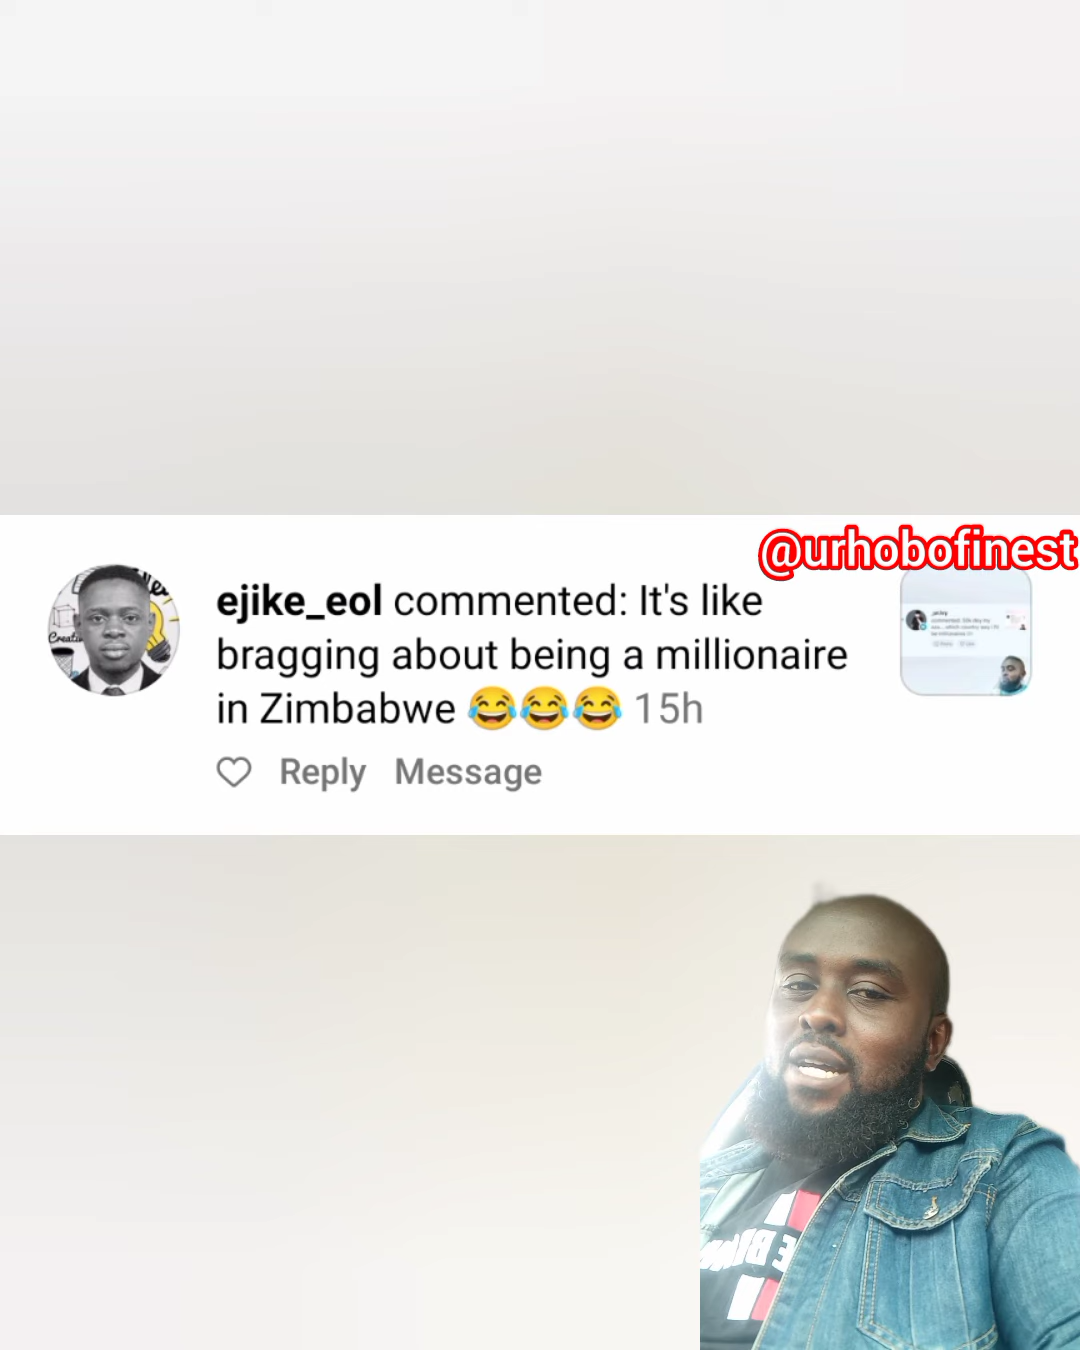 @urhobofinest
ejike_eol commented: It's like
bragging about being a millionaire
in Zimbabwe 😂😂😂 15h
Reply Message